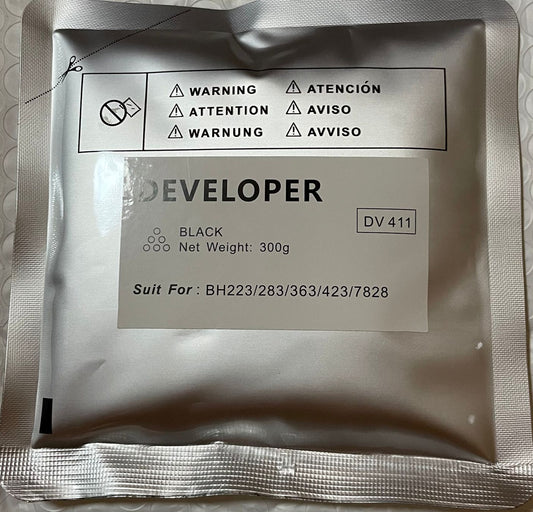 WARNING ATENCIÓN
ATTENTION AVISO
WARNUNG AVVISO
DEVELOPER
DV 411
BLACK
Net Weight: 300g
Suit For : BH223/283/363/423/7828